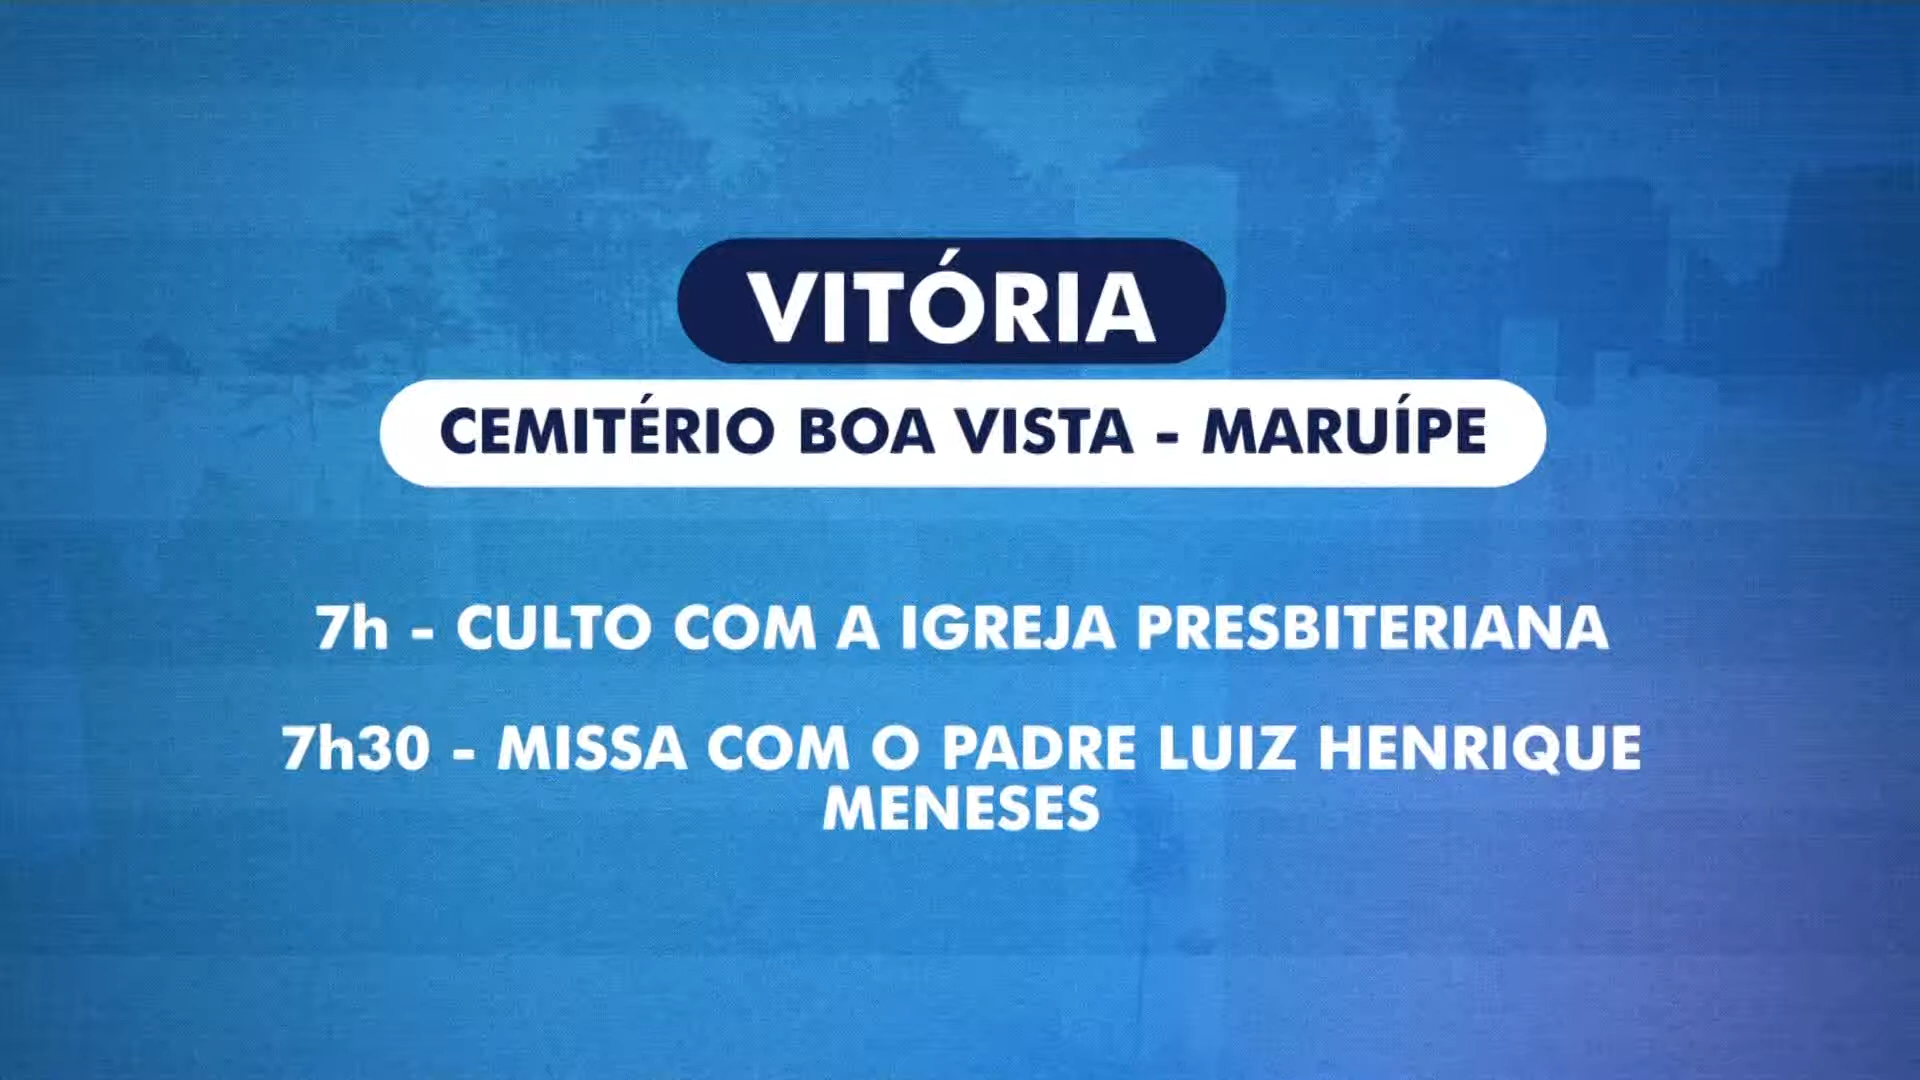 VITÓRIA
CEMITÉRIO BOA VISTA - MARUÍPE
7h - CULTO COM A IGREJA PRESBITERIANA
7h30 - MISSA COM O PADRE LUIZ HENRIQUE
MENESES